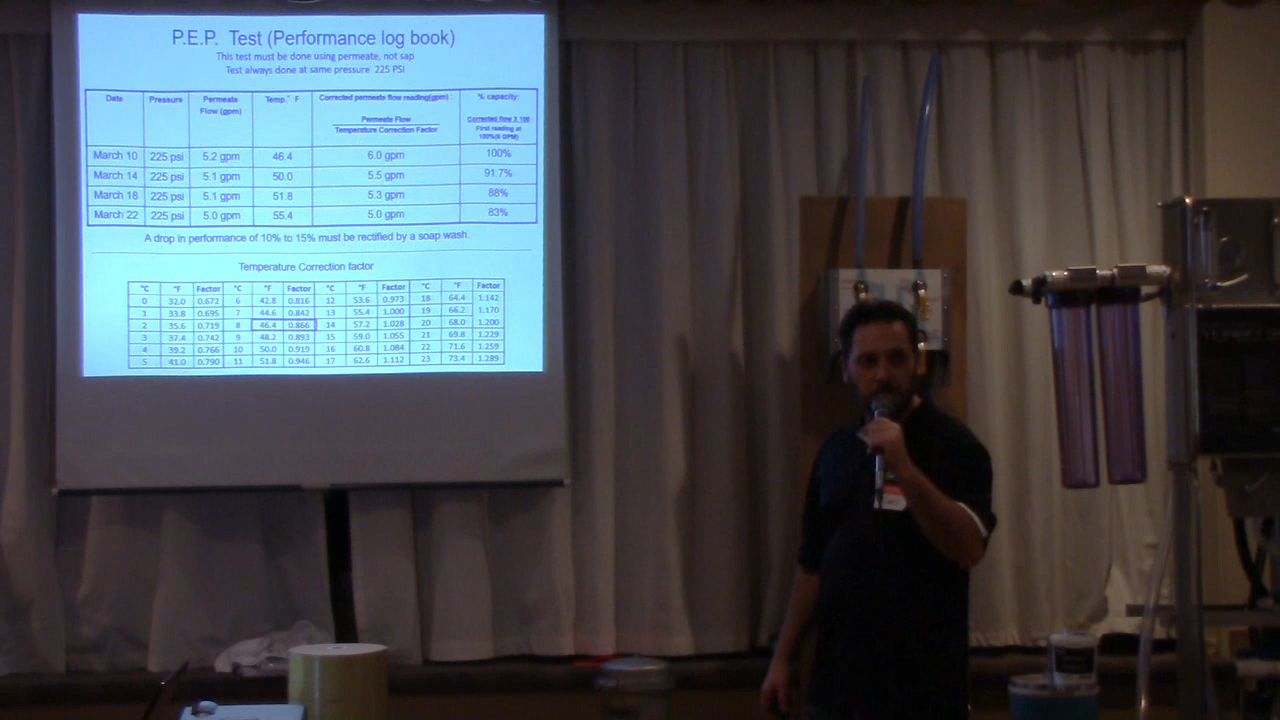 P.E.P. Test (Performance log book)
This test must be done using permeate, not sap
Test always done at same pressure 225 PSI
Date Pressure Permeate Flow (gpm) Temp.° F Corrected permeate flow reading(gpm) : Permeate Flow Temperature Correction Factor % capacity: Corrected flow X 100 First reading at 100%(6 GPM)
March 10 225 psi 5.2 gpm 46.4 6.0 gpm 100%
March 14 225 psi 5.1 gpm 50.0 5.5 gpm 91.7%
March 18 225 psi 5.1 gpm 51.8 5.3 gpm 88%
March 22 225 psi 5.0 gpm 55.4 5.0 gpm 83%
A drop in performance of 10% to 15% must be rectified by a soap wash.
Temperature Correction factor
°C °F Factor °C °F Factor °C °F Factor °C °F Factor
0 32.0 0.672 6 42.8 0.816 12 53.6 0.973 18 64.4 1.142
1 33.8 0.695 7 44.6 0.842 13 55.4 1.000 19 66.2 1.170
2 35.6 0.719 8 46.4 0.866 14 57.2 1.028 20 68.0 1.200
3 37.4 0.742 9 48.2 0.893 15 59.0 1.055 21 69.8 1.229
4 39.2 0.766 10 50.0 0.919 16 60.8 1.084 22 71.6 1.259
5 41.0 0.790 11 51.8 0.946 17 62.6 1.112 23 73.4 1.289